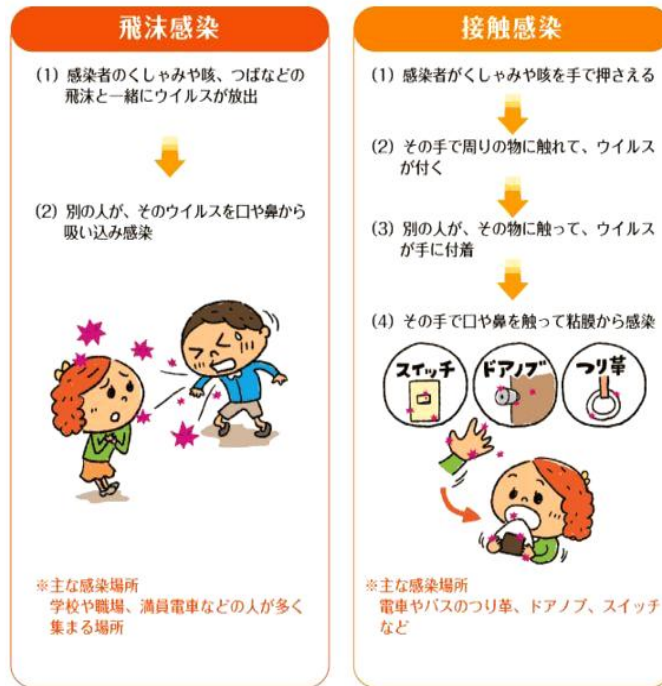 飛沫感染
(1) 感染者のくしゃみや咳、つばなどの
飛沫と一緒にウイルスが放出
(2) 別の人が、そのウイルスを口や鼻から
吸い込み感染
※主な感染場所
学校や職場、満員電車などの人が多く
集まる場所
接触感染
(1) 感染者がくしゃみや咳を手で押さえる
(2) その手で周りの物に触れて、ウイルス
が付く
(3) 別の人が、その物に触って、ウイルス
が手に付着
(4) その手で口や鼻を触って粘膜から感染
スイッチ
ドアノブ
つり革
※主な感染場所
電車やバスのつり革、ドアノブ、スイッチ
など